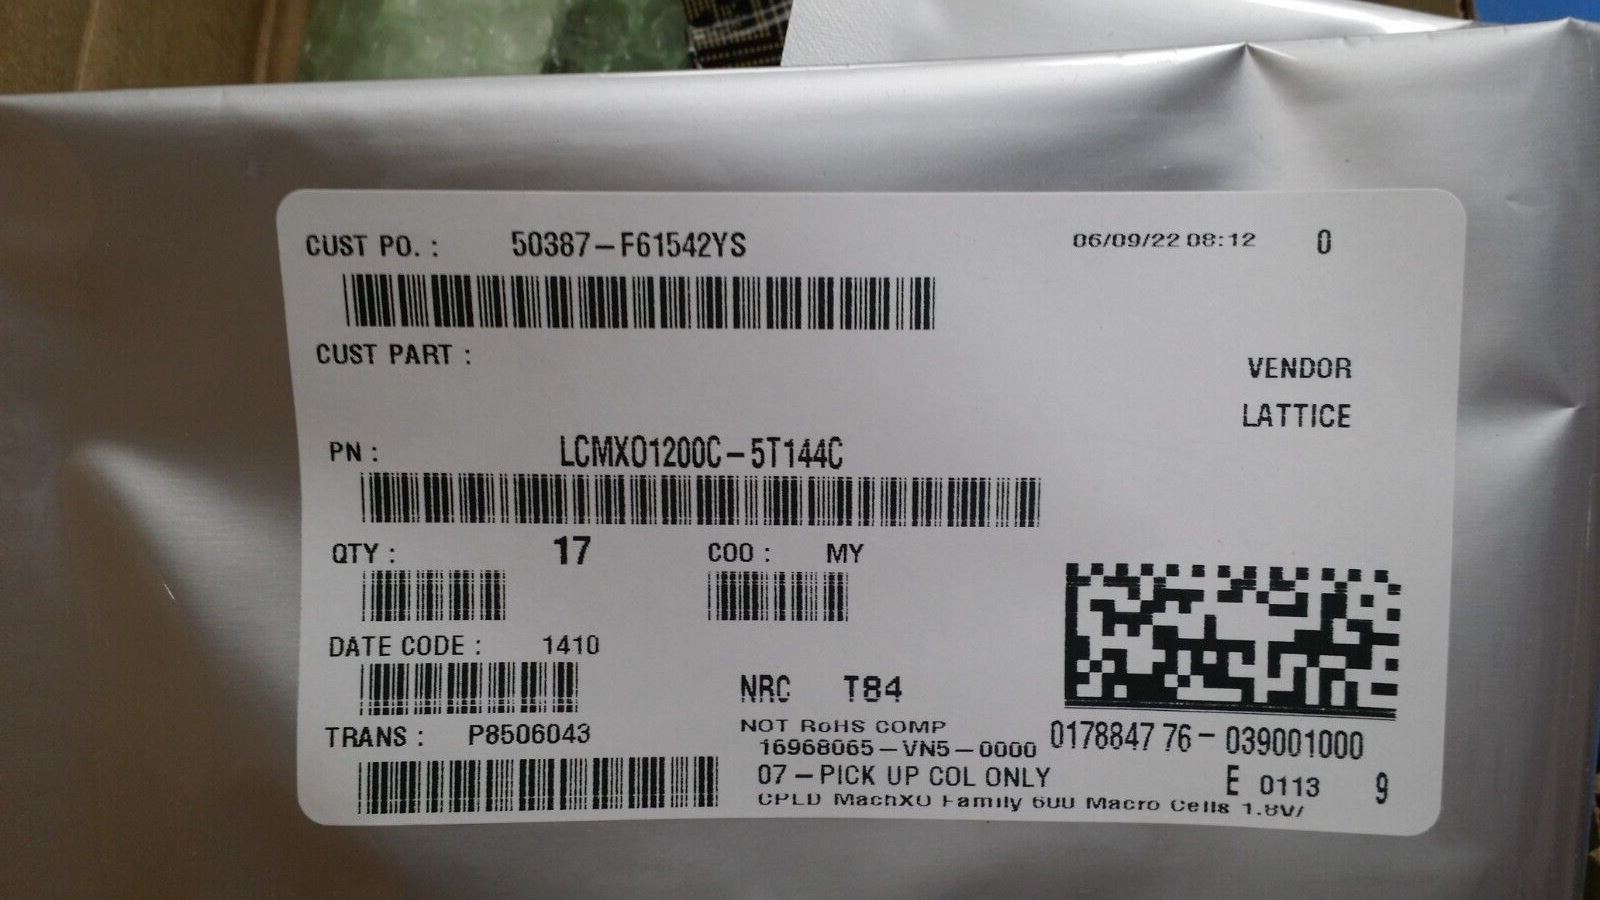 CUST PO. : 50387-F61542YS 06/09/22 08:12 0
CUST PART :
VENDOR
LATTICE
PN : LCMXO1200C-5T144C
QTY : 17 COO : MY
DATE CODE : 1410
NRC T84
TRANS : P8506043
NOT RoHS COMP
16968065-VN5-0000 017884776-039001000
07-PICK UP COL ONLY E 0113 9
CPLD MachXO Family 600 Macro Cells 1.8V/